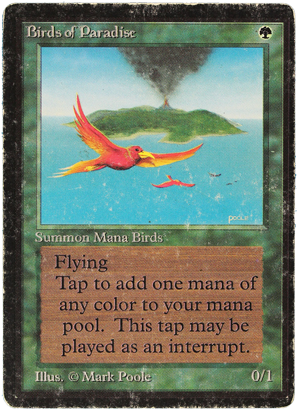 Birds of Paradise
poole
Summon Mana Birds
Flying
Tap to add one mana of
any color to your mana
pool. This tap may be
played as an interrupt.
Illus. © Mark Poole 0/1